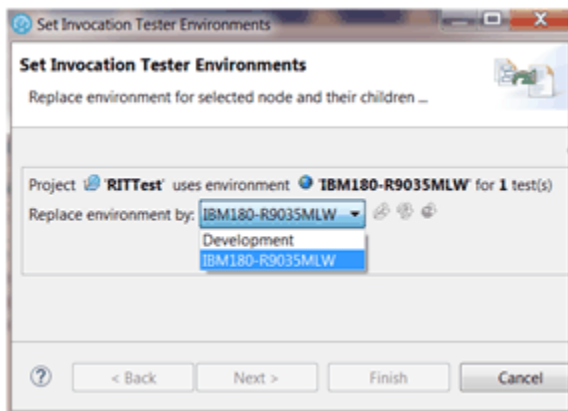 Set Invocation Tester Environments
Set Invocation Tester Environments
Replace environment for selected node and their children ...
Project 'RITTest' uses environment 'IBM180-R9035MLW' for 1 test(s)
Replace environment by: IBM180-R9035MLW
Development
IBM180-R9035MLW
? < Back Next > Finish Cancel